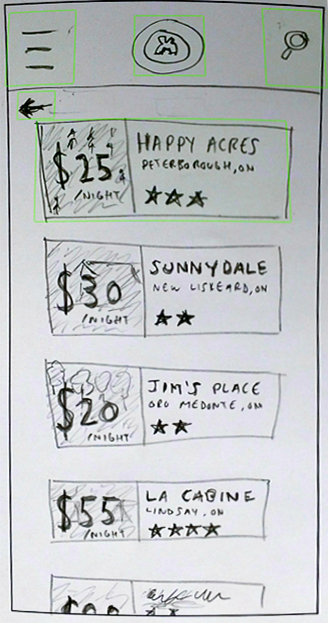 $25
/NIGHT
HAPPY ACRES
PETERBOROUGH, ON
$30
/NIGHT
SUNNYDALE
NEW LISKEARD, ON
$20
/NIGHT
JIM'S PLACE
ORO MEDONTE, ON
$55
/NIGHT
LA CABINE
LINDSAY, ON